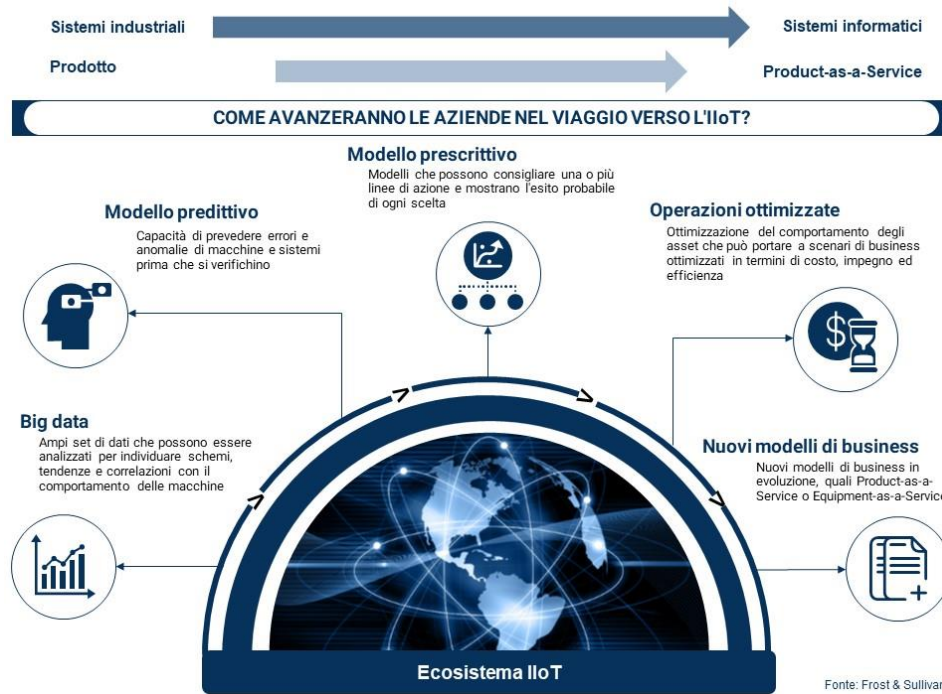 Sistemi industriali
Sistemi informatici
Prodotto
Product-as-a-Service
COME AVANZERANNO LE AZIENDE NEL VIAGGIO VERSO L'IIoT?
Modello prescrittivo
Modelli che possono consigliare una o più
linee di azione e mostrano l'esito probabile
di ogni scelta
Modello predittivo
Capacità di prevedere errori e
anomalie di macchine e sistemi
prima che si verifichino
Operazioni ottimizzate
Ottimizzazione del comportamento degli
asset che può portare a scenari di business
ottimizzati in termini di costo, impegno ed
efficienza
$
Big data
Ampi set di dati che possono essere
analizzati per individuare schemi,
tendenze e correlazioni con il
comportamento delle macchine
Nuovi modelli di business
Nuovi modelli di business in
evoluzione, quali Product-as-a-
Service o Equipment-as-a-Service
Ecosistema IIoT
Fonte: Frost & Sullivan